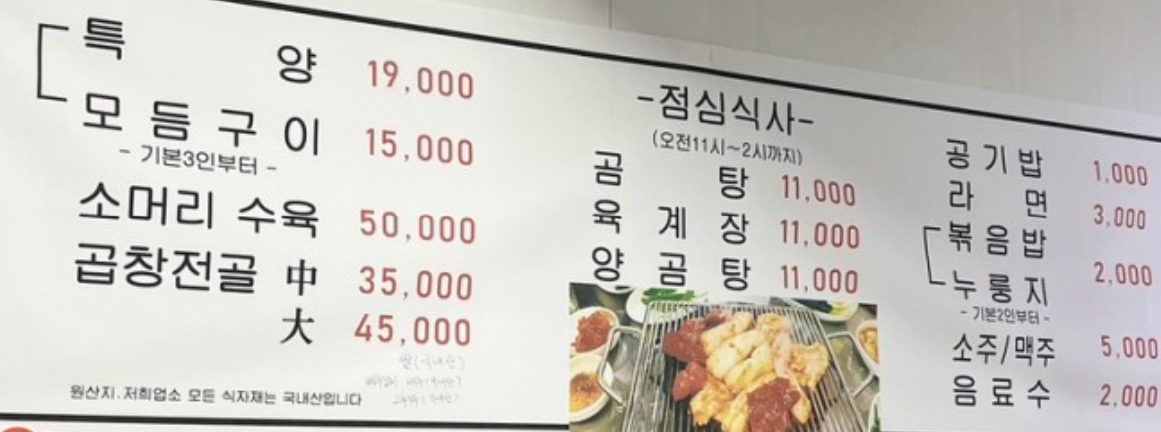 특 양 19,000
모듬구이 15,000
- 기본3인부터 -
소머리 수육 50,000
곱창전골 中 35,000
大 45,000
원산지.저희업소 모든 식자재는 국내산입니다
-점심식사-
(오전11시~2시까지)
곰 탕 11,000
육 계 장 11,000
양 곰 탕 11,000
공기밥 1,000
라 면 3,000
볶음밥
누룽지 2,000
- 기본2인부터 -
소주/맥주 5,000
음료수 2,000